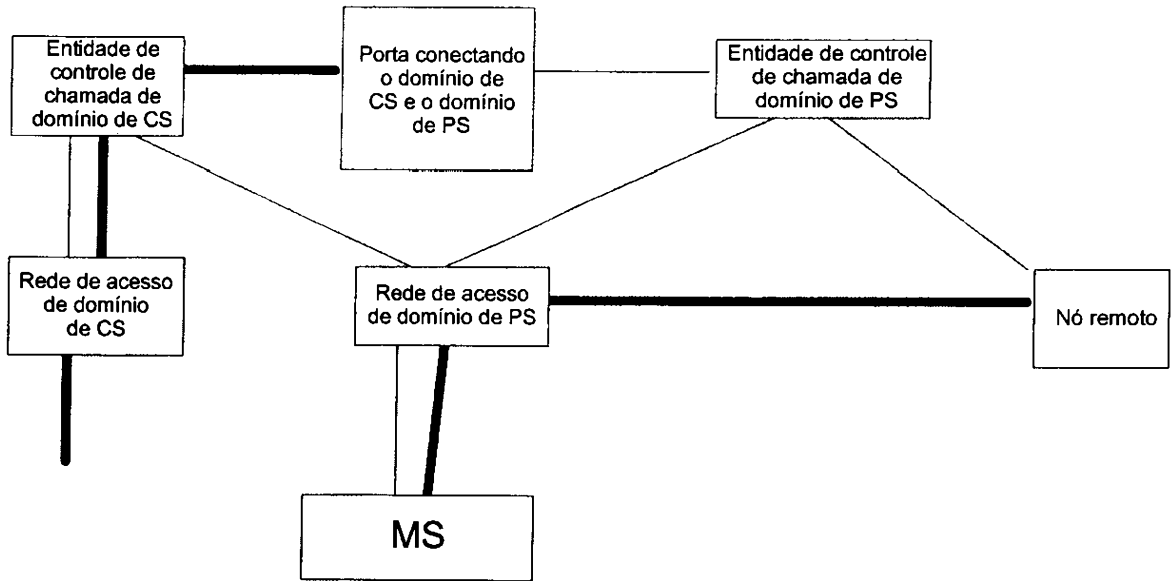 Entidade de
controle de
chamada de
domínio de CS
Porta conectando
o domínio de
CS e o domínio
de PS
Entidade de controle
de chamada de
domínio de PS
Rede de acesso
de domínio
de CS
Rede de acesso
de domínio de PS
Nó remoto
MS